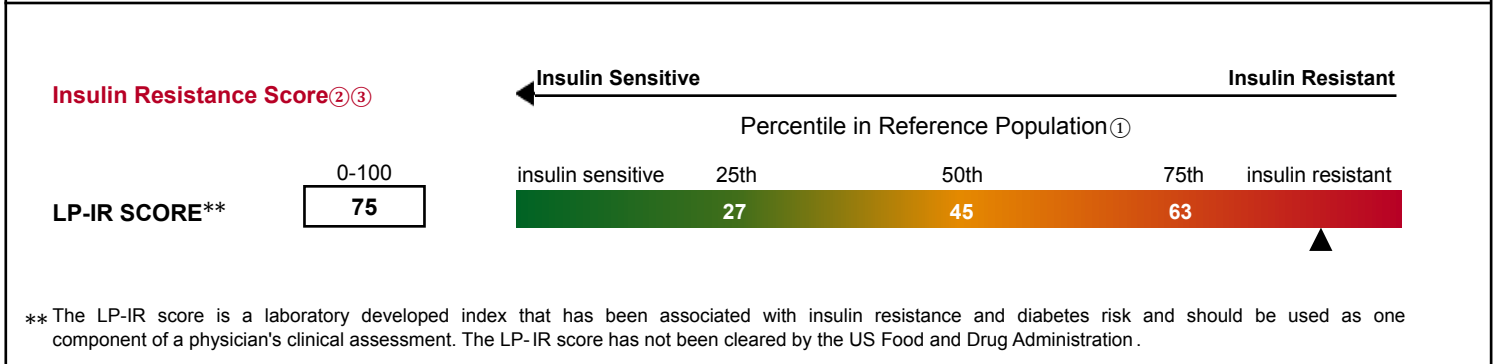 Insulin Sensitive Insulin Resistant
Insulin Resistance Score②③
Percentile in Reference Population①
0-100 insulin sensitive 25th 50th 75th insulin resistant
LP-IR SCORE** 75 27 45 63
** The LP-IR score is a laboratory developed index that has been associated with insulin resistance and diabetes risk and should be used as one
component of a physician's clinical assessment. The LP-IR score has not been cleared by the US Food and Drug Administration.